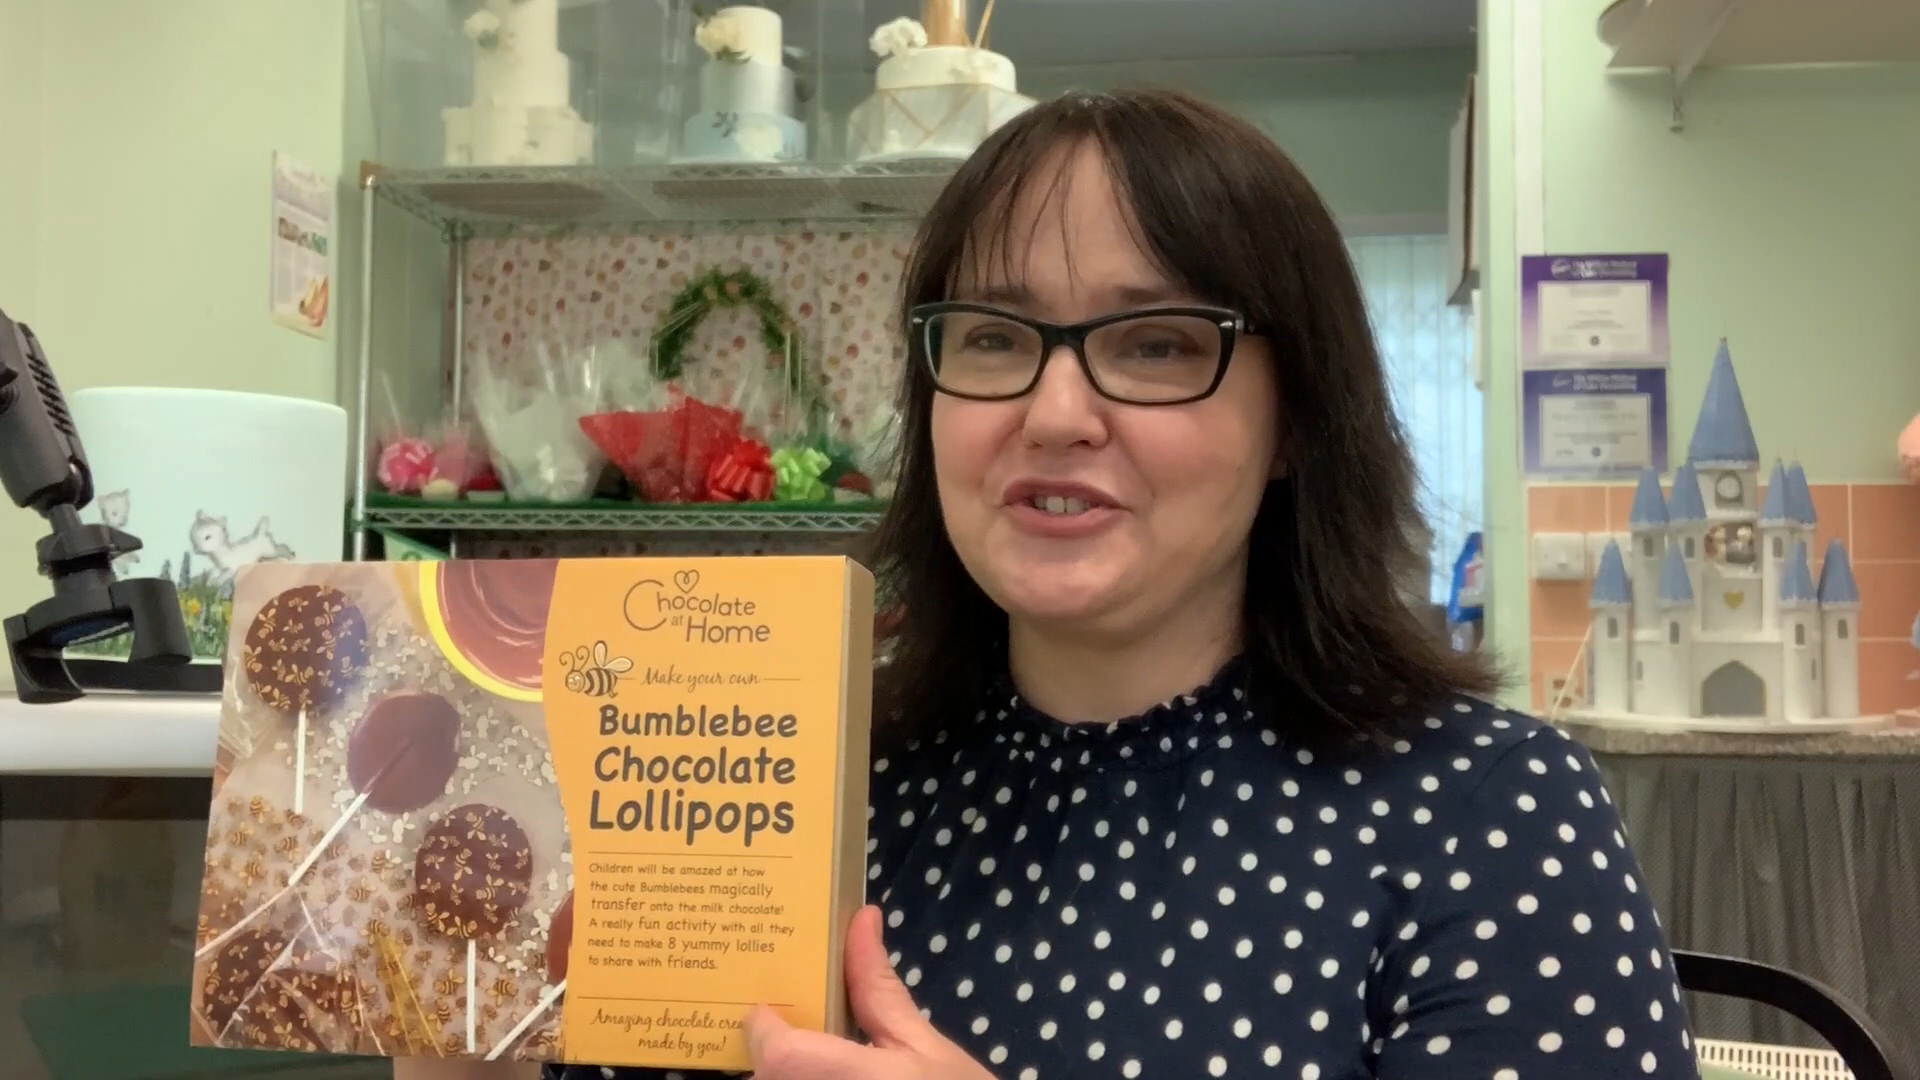 Chocolate
at Home
Make your own
Bumblebee
Chocolate
Lollipops
Children will be amazed at how
the cute Bumblebees magically
transfer onto the milk chocolate!
A really fun activity with all they
need to make 8 yummy lollies
to share with friends.
Amazing chocolate
made by you!